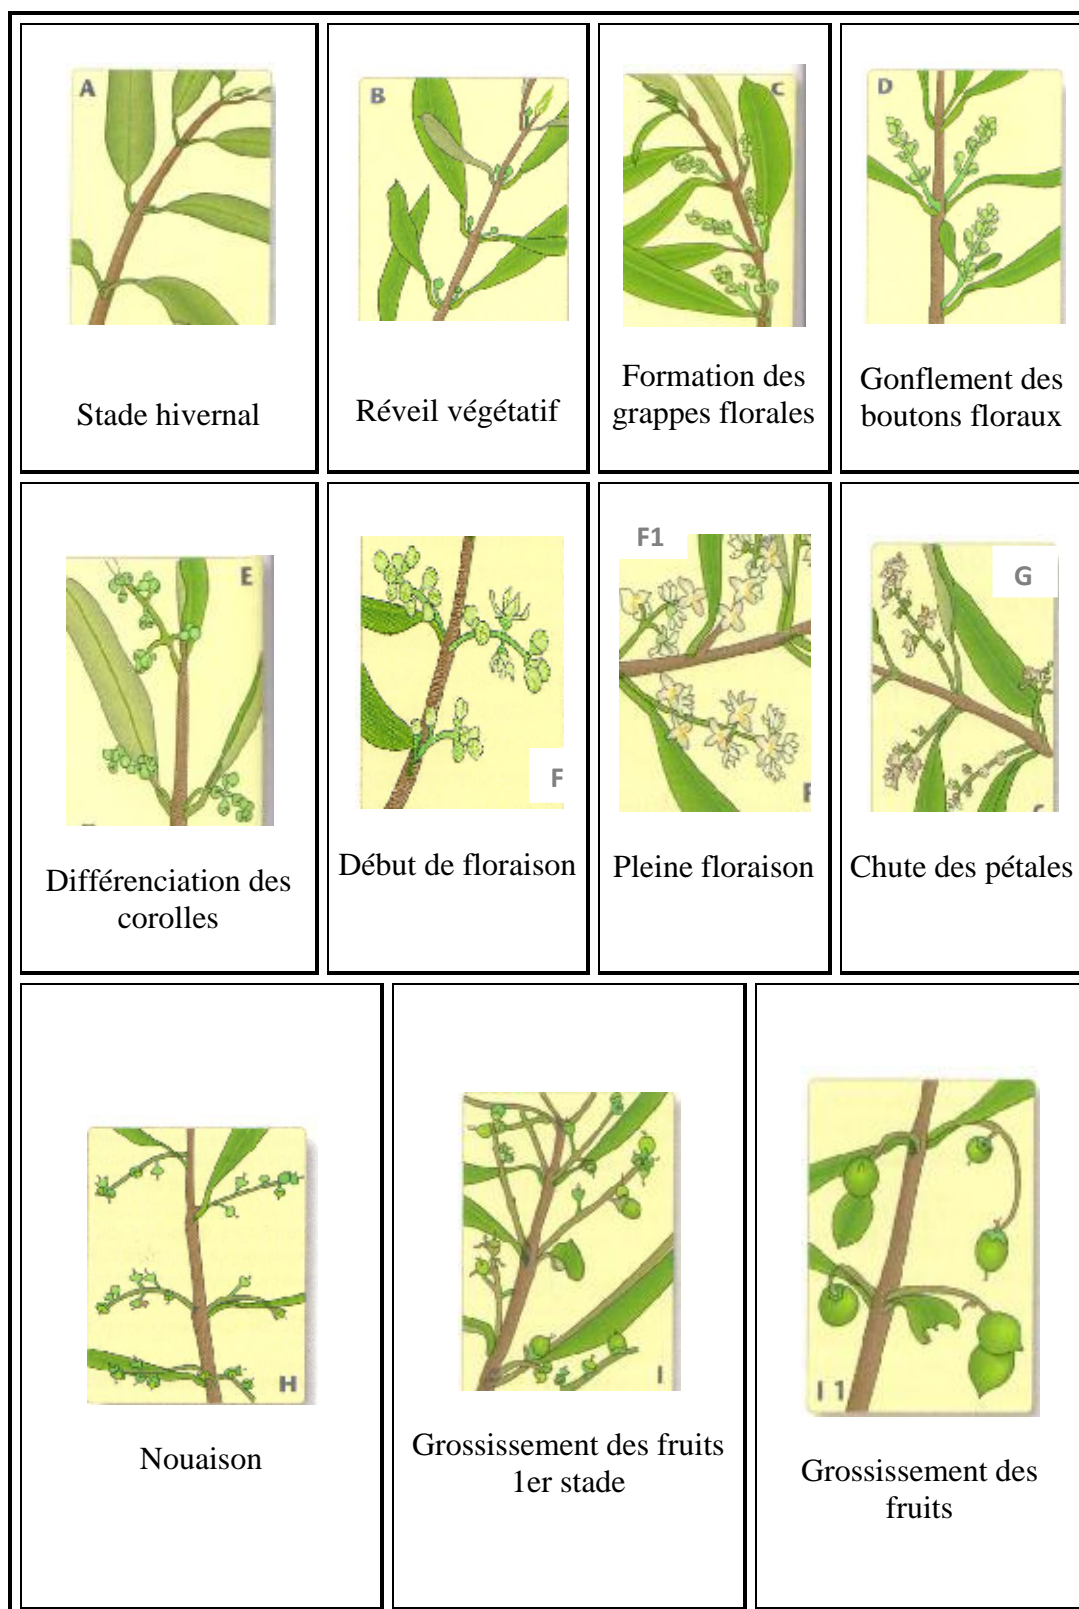 A
B
C
D
Stade hivernal
Réveil végétatif
Formation des
grappes florales
Gonflement des
boutons floraux
E
F
F1
G
Différenciation des
corolles
Début de floraison
Pleine floraison
Chute des pétales
H
I
I 1
Nouaison
Grossissement des fruits
1er stade
Grossissement des
fruits